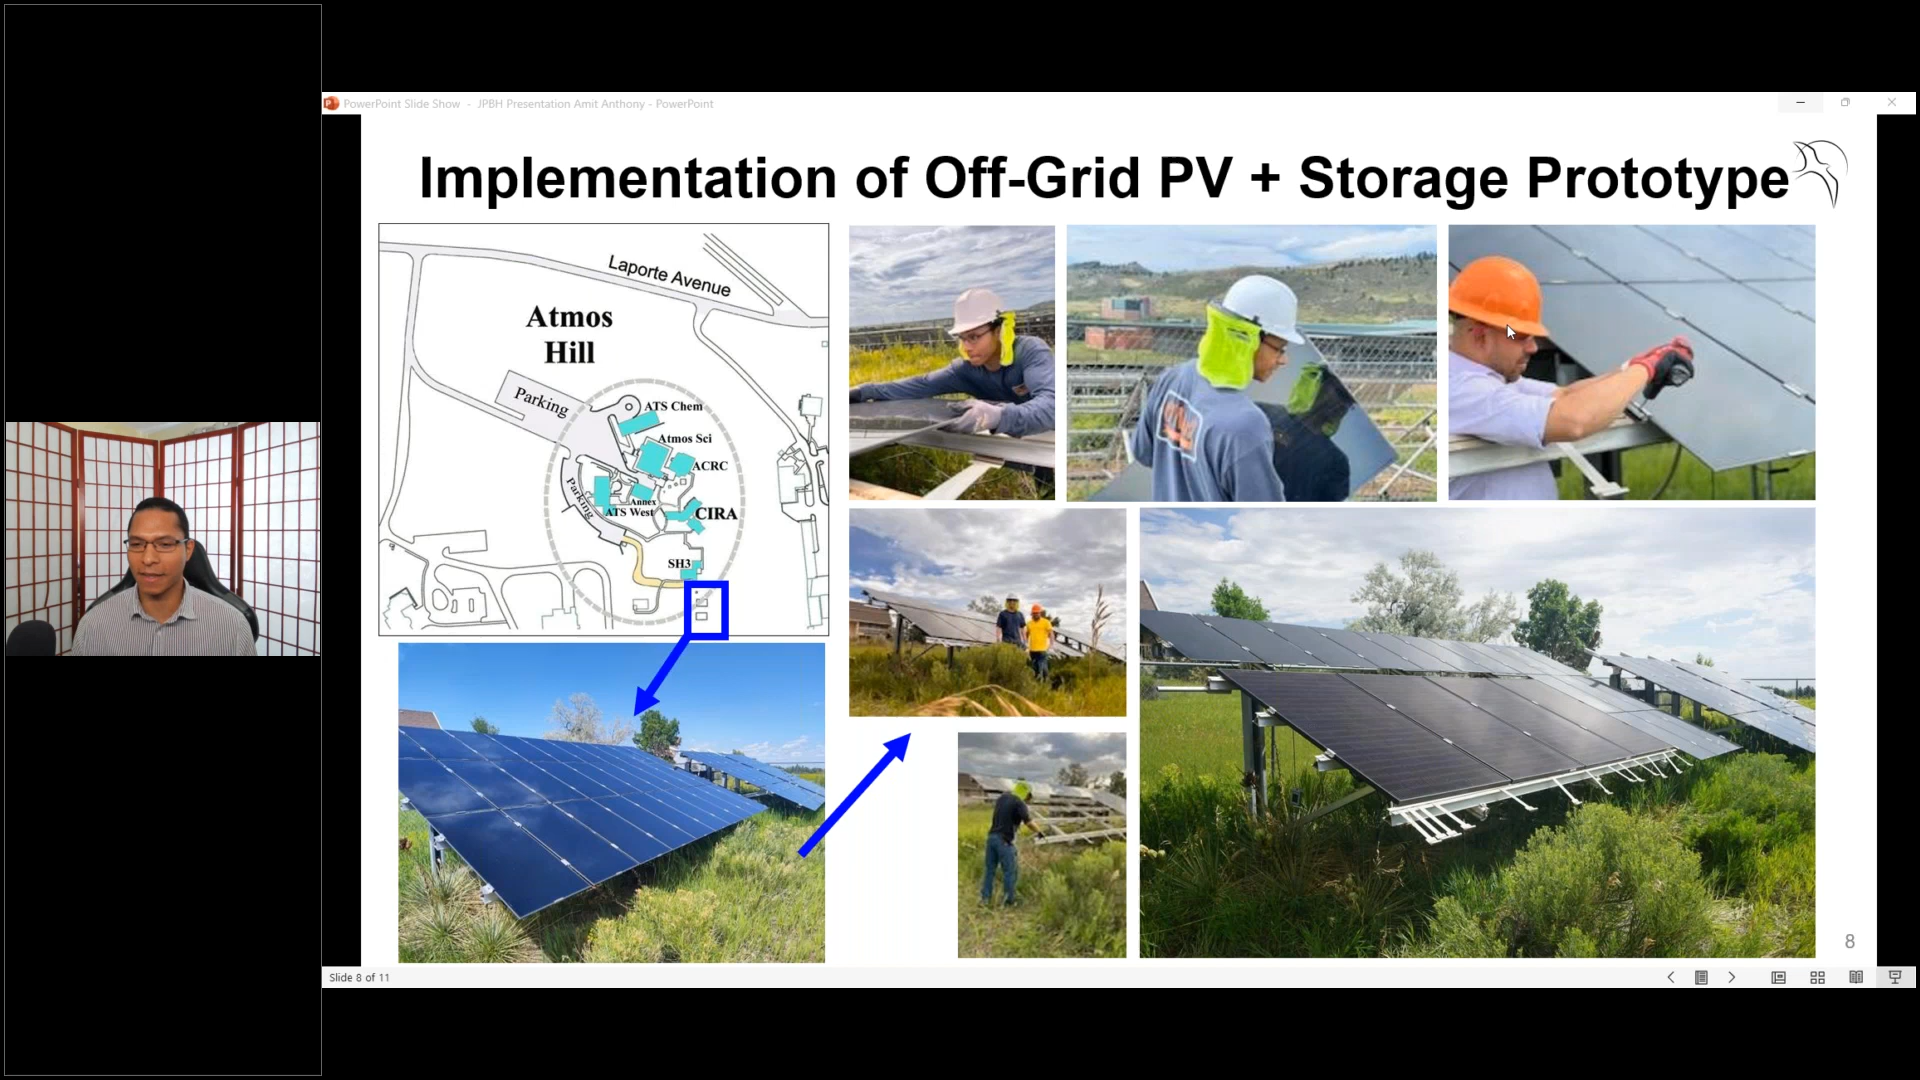 PowerPoint Slide Show - JPBH Presentation Amit Anthony - PowerPoint
Implementation of Off-Grid PV + Storage Prototype
Laporte Avenue
Atmos
Hill
Parking
ATS Chem
Atmos Sci
ACRC
Parking
Annex
ATS West
CIRA
SH3
8
Slide 8 of 11